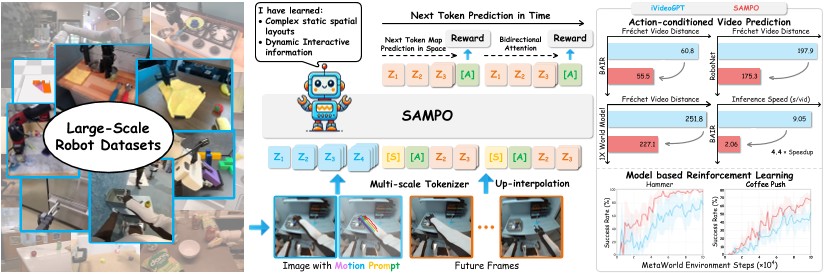 Large-Scale
Robot Datasets
I have learned:
• Complex static spatial
layouts
• Dynamic Interactive
information
Next Token Prediction in Time
Next Token Map
Prediction in Space
Reward
Bidirectional
Attention
Reward
Z1 Z2 Z3 [A] Z1 Z2 Z3 [A]
SAMPO
Z1 Z2 Z3 Z4 [S] [A] Z2 Z3 [S] [A] Z2 Z3
Multi-scale Tokenizer
Up-interpolation
Image with Motion Prompt
Future Frames
iVideoGPT SAMPO
Action-conditioned Video Prediction
Fréchet Video Distance
BAIR
60.8
55.5
Fréchet Video Distance
RoboNet
197.9
175.3
Fréchet Video Distance
1X World Model
251.8
227.1
Inference Speed (s/vid)
BAIR
9.05
2.06
4.4 × Speedup
Model based Reinforcement Learning
Hammer
Success Rate (%)
Coffee Push
Success Rate (%)
MetaWorld Environment Steps (×10⁴)